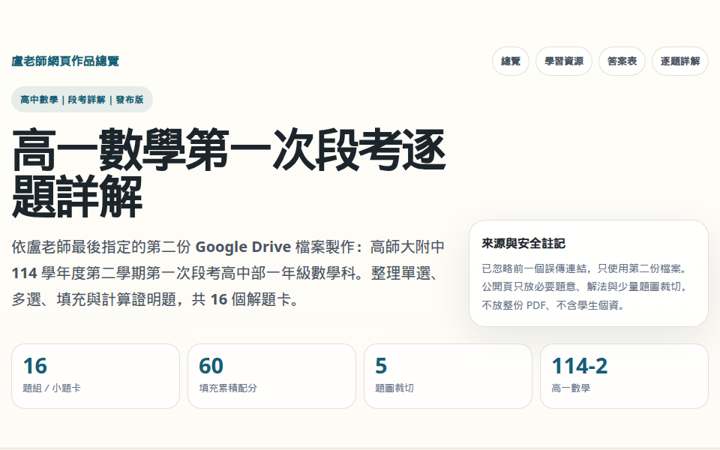 盧老師網頁作品總覽
總覽
學習資源
答案表
逐題詳解
高中數學 | 段考詳解 | 發布版
高一數學第一次段考逐
題詳解
依盧老師最後指定的第二份 Google Drive 檔案製作：高師大附中
114 學年度第二學期第一次段考高中部一年級數學科。整理單選、
多選、填充與計算證明題，共 16 個解題卡。
來源與安全註記
已忽略前一個誤傳連結，只使用第二份檔案。
公開頁只放必要題意、解法與少量題圖裁切，
不放整份 PDF、不含學生個資。
16
題組 / 小題卡
60
填充累積配分
5
題圖裁切
114-2
高一數學